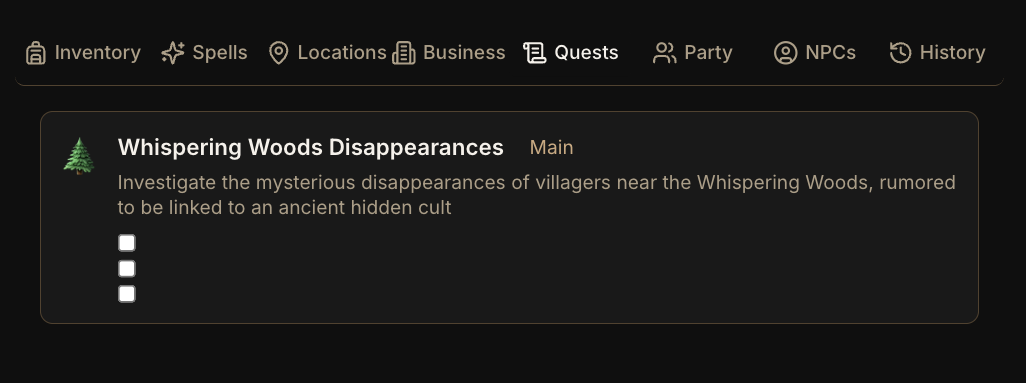 Inventory Spells Locations Business Quests Party NPCs History
Whispering Woods Disappearances Main
Investigate the mysterious disappearances of villagers near the Whispering Woods, rumored
to be linked to an ancient hidden cult